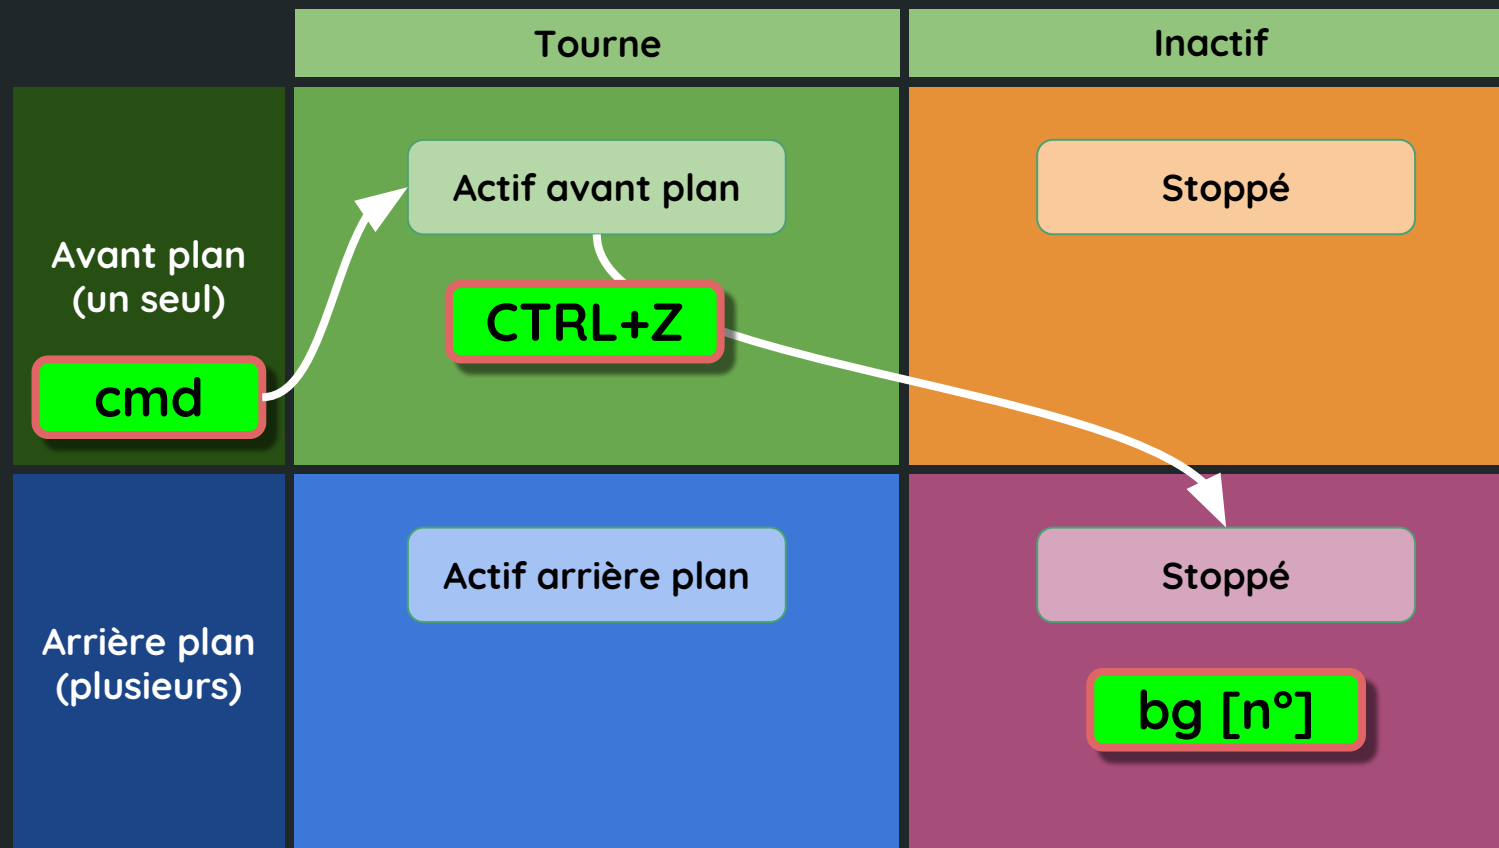 Tourne
Inactif
Avant plan
(un seul)
cmd
Actif avant plan
CTRL+Z
Stoppé
Arrière plan
(plusieurs)
Actif arrière plan
Stoppé
bg [n°]